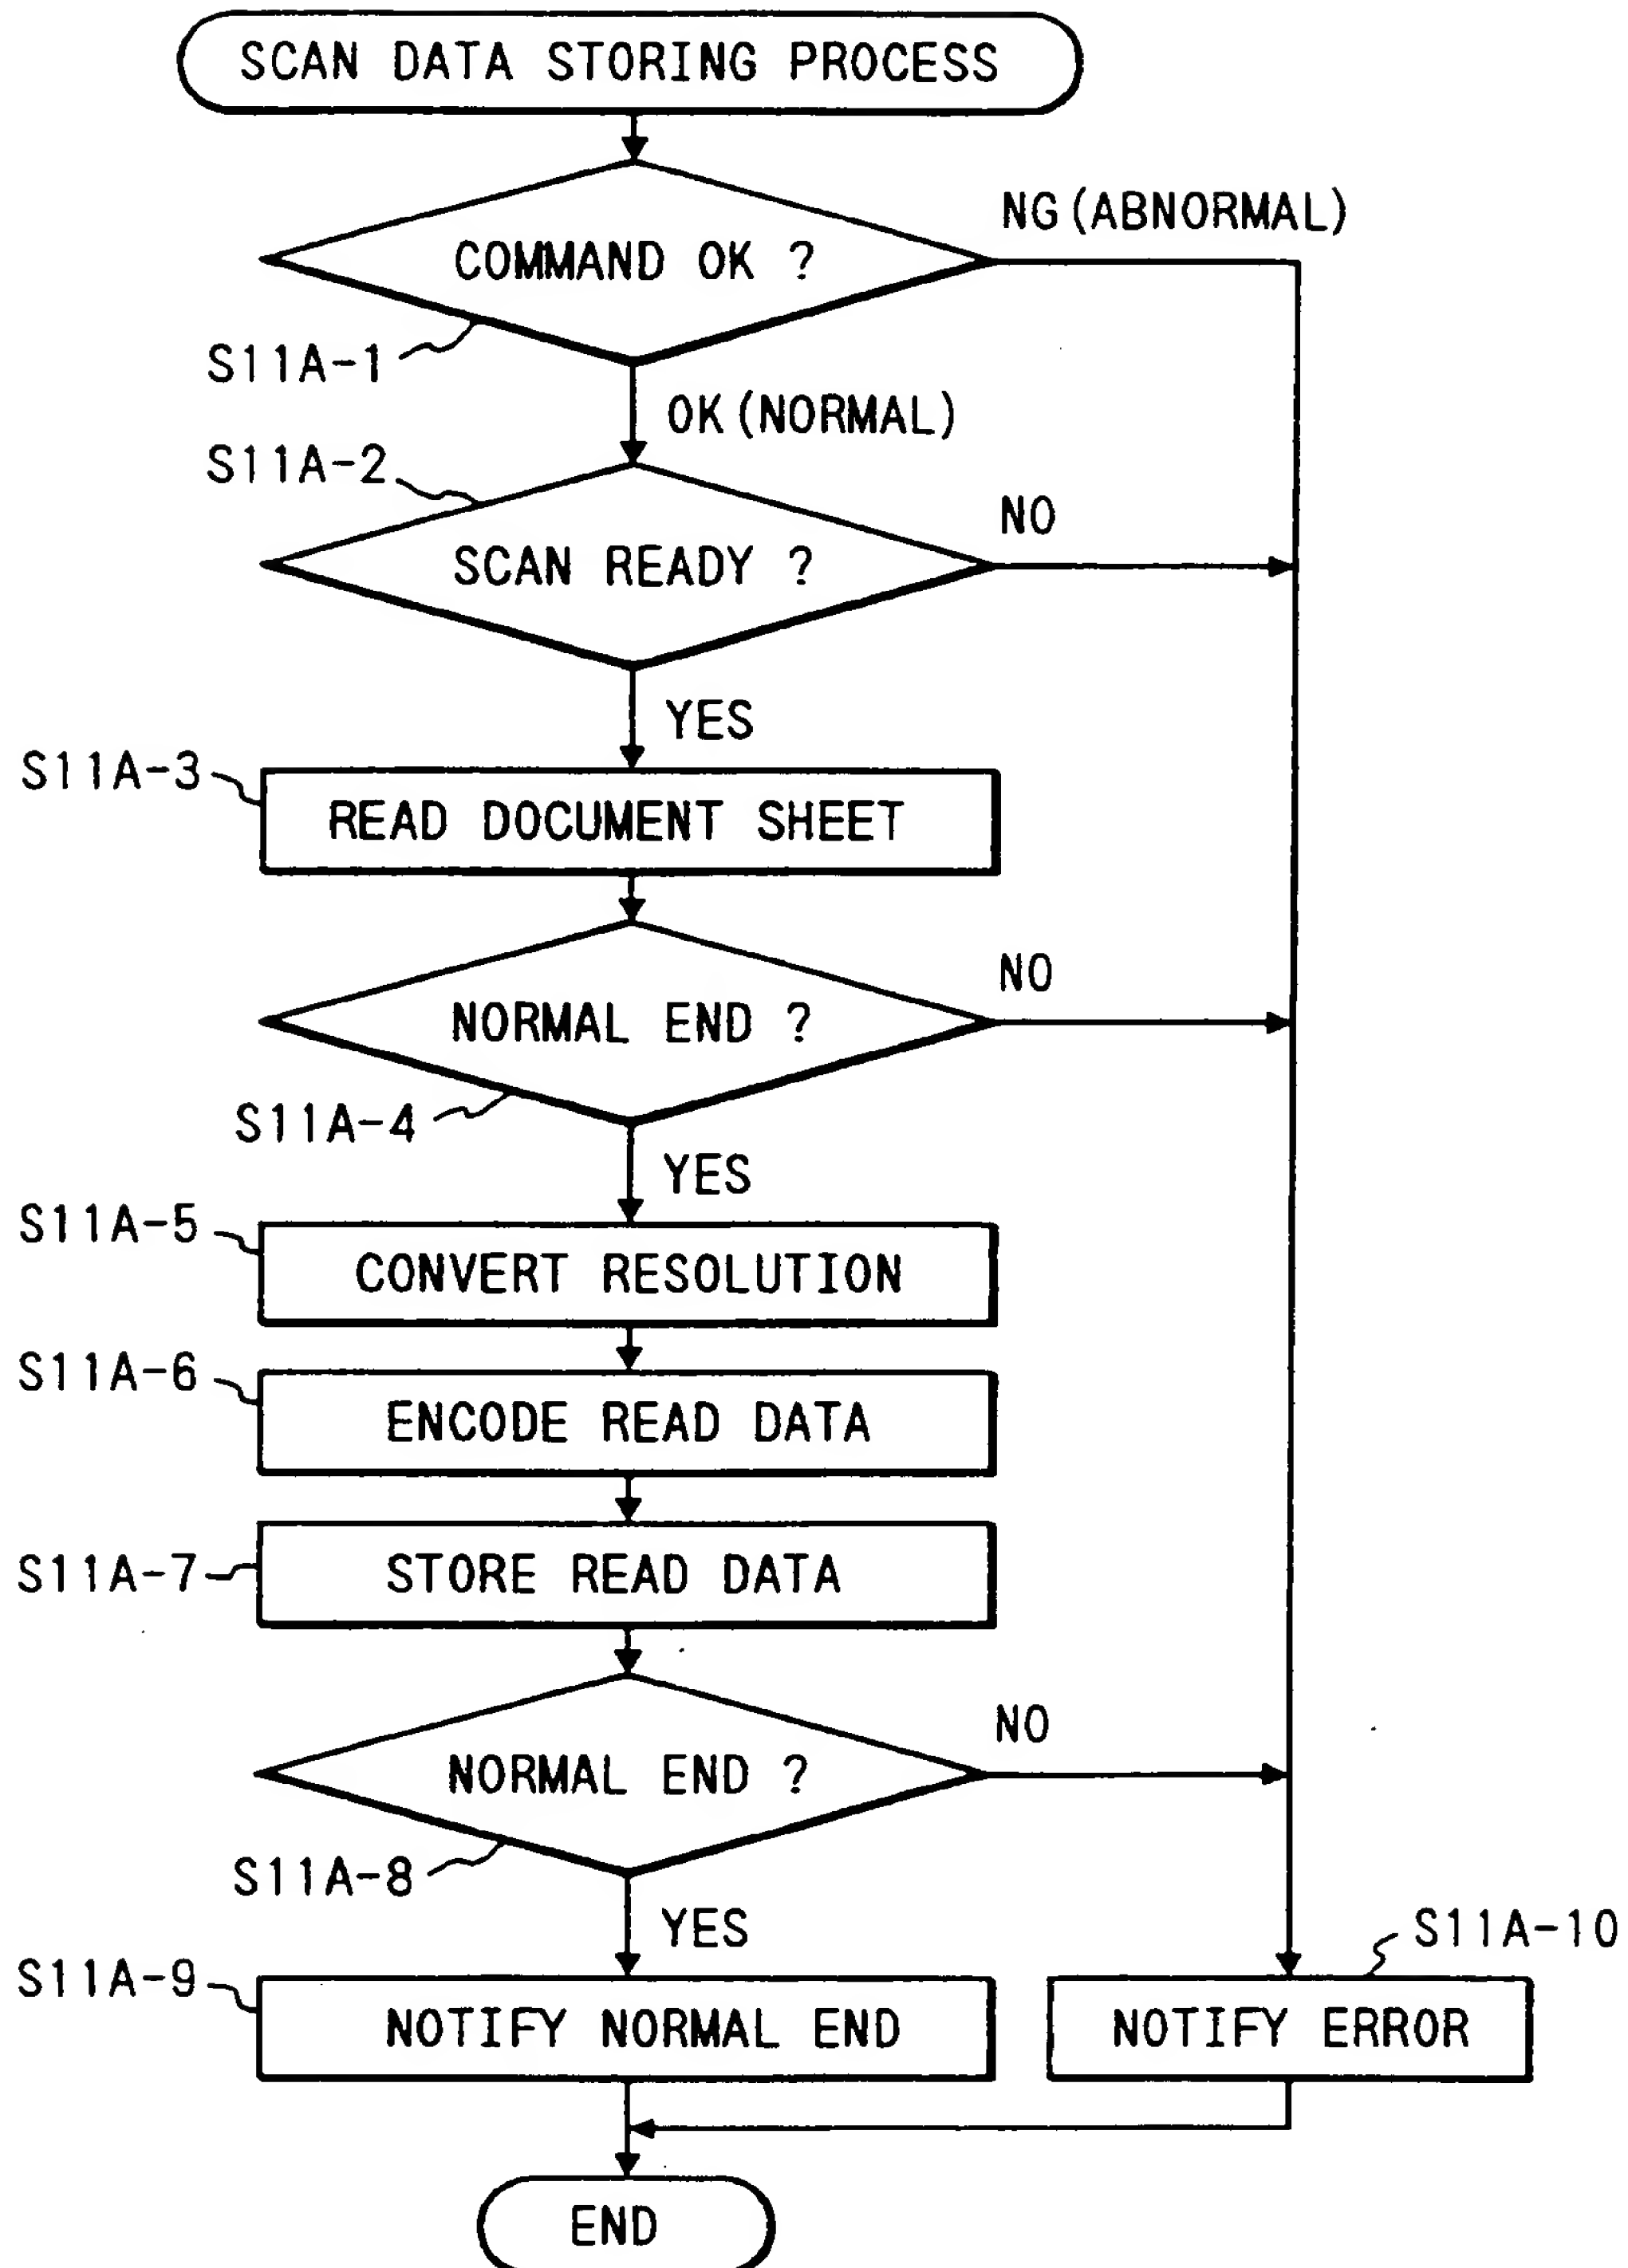 SCAN DATA STORING PROCESS
NG (ABNORMAL)
COMMAND OK ?
S11A-1
OK (NORMAL)
S11A-2
NO
SCAN READY ?
YES
S11A-3
READ DOCUMENT SHEET
NO
NORMAL END ?
S11A-4
YES
S11A-5
CONVERT RESOLUTION
S11A-6
ENCODE READ DATA
S11A-7
STORE READ DATA
NO
NORMAL END ?
S11A-8
YES
S11A-10
S11A-9
NOTIFY NORMAL END
NOTIFY ERROR
END